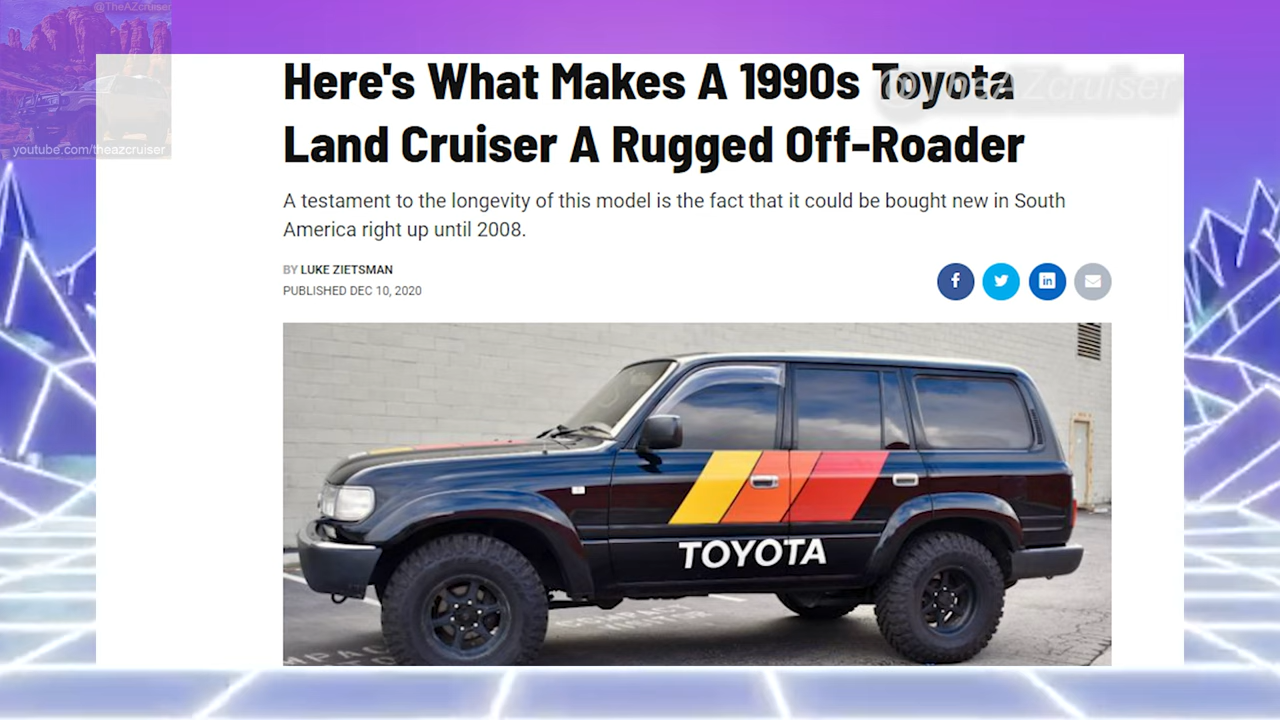 @TheAZcruiser
youtube.com/theazcruiser
Here's What Makes A 1990s Toyota
@TheAZcruiser
Land Cruiser A Rugged Off-Roader
A testament to the longevity of this model is the fact that it could be bought new in South
America right up until 2008.
BY LUKE ZIETSMAN
PUBLISHED DEC 10, 2020
TOYOTA
COMPACT